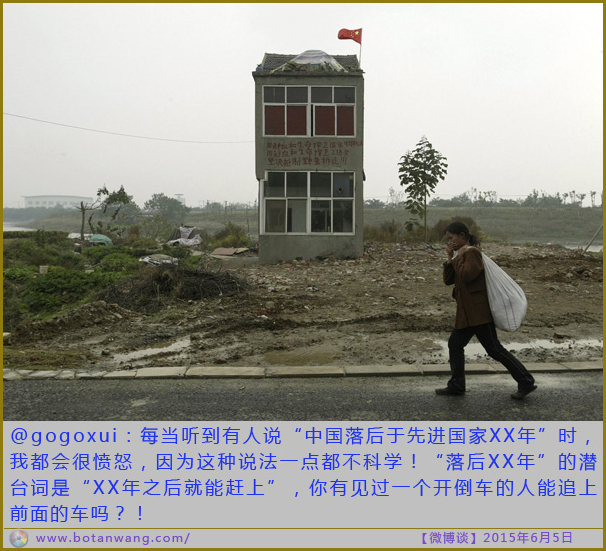 @gogoxui：每当听到有人说“中国落后于先进国家XX年”时，
我都会很愤怒，因为这种说法一点都不科学！“落后XX年”的潜
台词是“XX年之后就能赶上”，你有见过一个开倒车的人能追上
前面的车吗？！
www.botanwang.com/
【微博谈】2015年6月5日